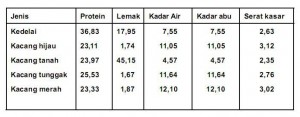 Jenis Protein Lemak Kadar Air Kadar abu Serat kasar
Kedelai 36,83 17,95 7,55 7,55 2,63
Kacang hijau 23,11 1,74 11,05 11,05 3,12
Kacang tanah 23,97 45,15 4,57 4,57 2,35
Kacang tunggak 25,53 1,67 11,64 11,64 2,76
Kacang merah 23,33 1,87 12,10 12,10 3,02